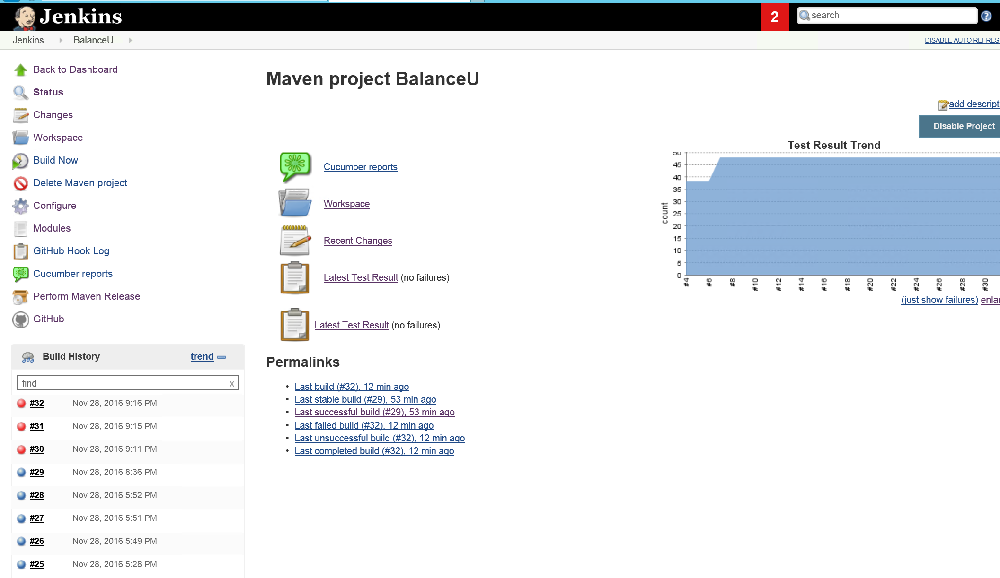 Jenkins
2
search
Jenkins BalanceU
DISABLE AUTO REFRES
Back to Dashboard
Status
Changes
Workspace
Build Now
Delete Maven project
Configure
Modules
GitHub Hook Log
Cucumber reports
Perform Maven Release
GitHub
Build History trend
find x
#32 Nov 28, 2016 9:16 PM
#31 Nov 28, 2016 9:15 PM
#30 Nov 28, 2016 9:11 PM
#29 Nov 28, 2016 8:36 PM
#28 Nov 28, 2016 5:52 PM
#27 Nov 28, 2016 5:51 PM
#26 Nov 28, 2016 5:49 PM
#25 Nov 28, 2016 5:28 PM
Maven project BalanceU
add descripti
Disable Project
Cucumber reports
Workspace
Recent Changes
Latest Test Result (no failures)
Latest Test Result (no failures)
Permalinks
• Last build (#32), 12 min ago
• Last stable build (#29), 53 min ago
• Last successful build (#29), 53 min ago
• Last failed build (#32), 12 min ago
• Last unsuccessful build (#32), 12 min ago
• Last completed build (#32), 12 min ago
Test Result Trend
count
50
45
40
35
30
25
20
15
10
5
0
#4 #6 #8 #10 #12 #14 #16 #18 #20 #22 #24 #26 #28 #30
(just show failures) enlar